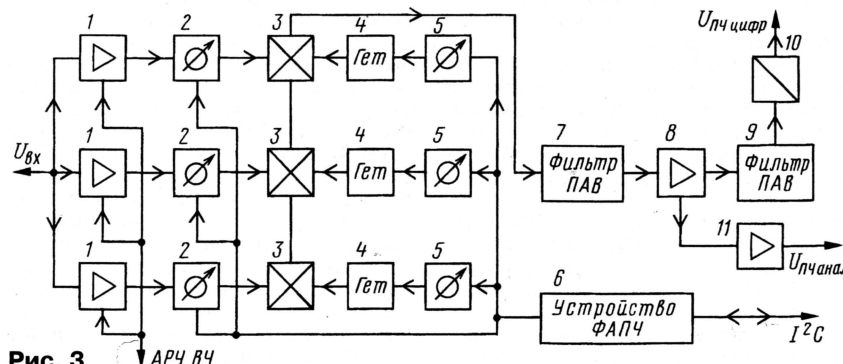 1 2 3 4 5
Гет
U пч цифр
10
1 2 3 4 5
Гет
7 8 9
Фильтр ПАВ
Фильтр ПАВ
U вх
1 2 3 4 5
Гет
11
U пч анал
6
Устройство ФАПЧ
I²C
Рис. 3
АРУ ВЧ